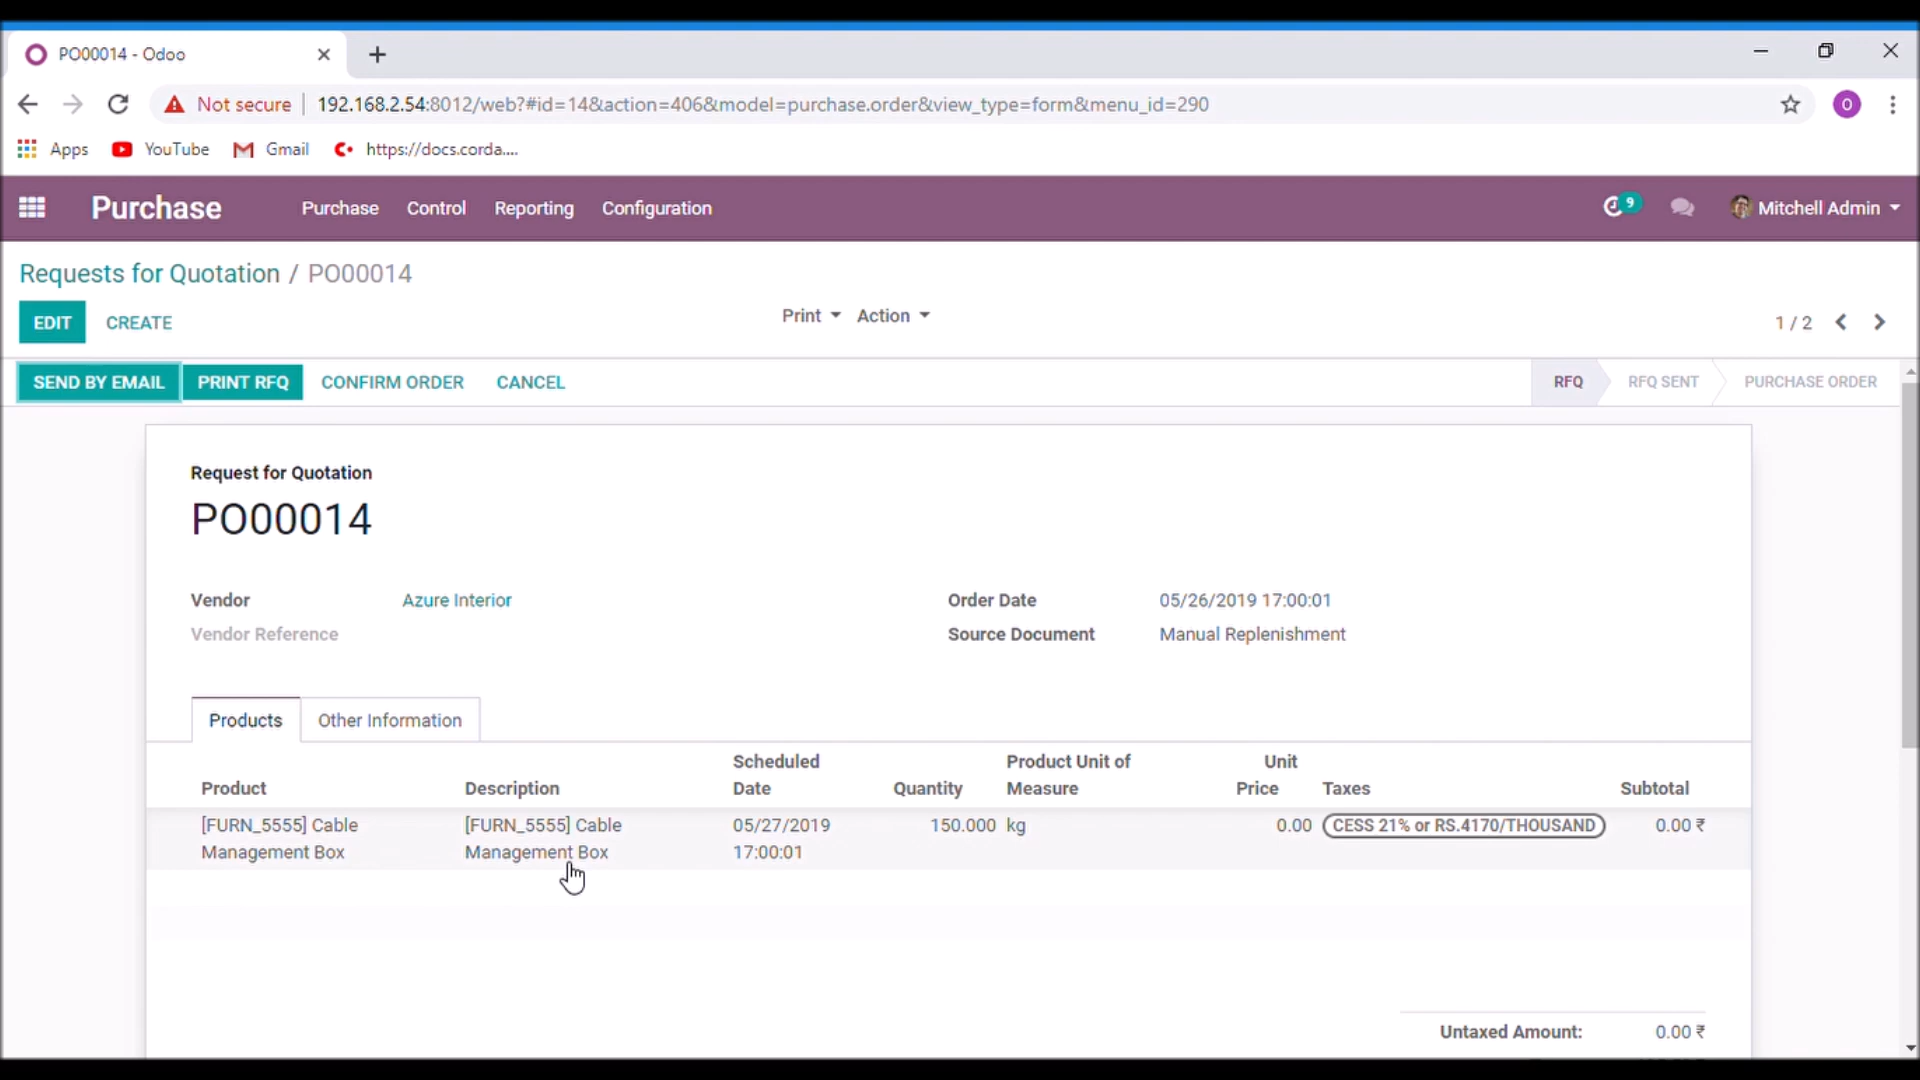 PO00014 - Odoo
Not secure 192.168.2.54:8012/web?#id=14&action=406&model=purchase.order&view_type=form&menu_id=290 O
Apps YouTube Gmail https://docs.corda....
Purchase Purchase Control Reporting Configuration 9 Mitchell Admin
Requests for Quotation / PO00014
EDIT CREATE Print Action 1 / 2
SEND BY EMAIL PRINT RFQ CONFIRM ORDER CANCEL RFQ RFQ SENT PURCHASE ORDER
Request for Quotation
PO00014
Vendor Azure Interior Order Date 05/26/2019 17:00:01
Vendor Reference Source Document Manual Replenishment
Products Other Information
Scheduled Product Unit of Unit
Product Description Date Quantity Measure Price Taxes Subtotal
[FURN_5555] Cable [FURN_5555] Cable 05/27/2019 150.000 kg 0.00 CESS 21% or RS.4170/THOUSAND 0.00 ₹
Management Box Management Box 17:00:01
Untaxed Amount: 0.00 ₹